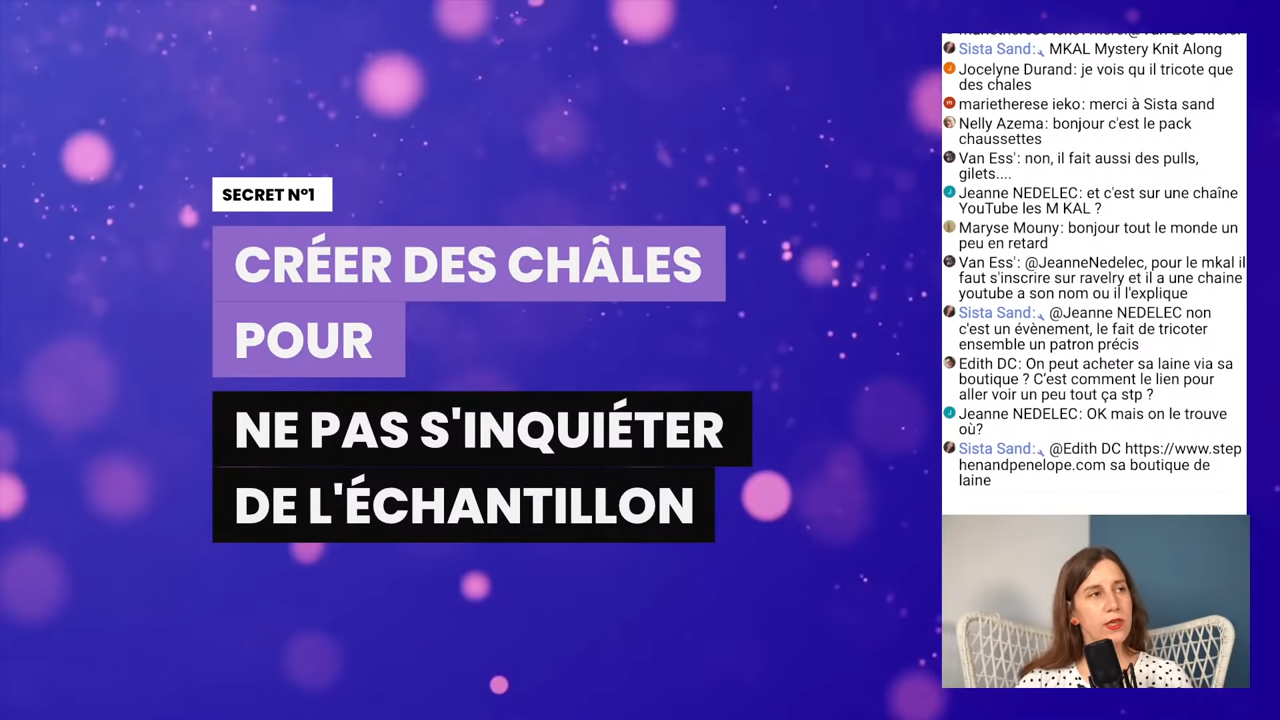 SECRET Nº1
CRÉER DES CHÂLES
POUR
NE PAS S'INQUIÉTER
DE L'ÉCHANTILLON
Sista Sand: MKAL Mystery Knit Along
Jocelyne Durand: je vois qu il tricote que
des chales
marietherese ieko: merci à Sista sand
Nelly Azema: bonjour c'est le pack
chaussettes
Van Ess': non, il fait aussi des pulls,
gilets....
Jeanne NEDELEC: et c'est sur une chaîne
YouTube les M KAL ?
Maryse Mouny: bonjour tout le monde un
peu en retard
Van Ess': @JeanneNedelec, pour le mkal il
faut s'inscrire sur ravelry et il a une chaine
youtube a son nom ou il l'explique
Sista Sand: @Jeanne NEDELEC non
c'est un évènement, le fait de tricoter
ensemble un patron précis
Edith DC: On peut acheter sa laine via sa
boutique ? C'est comment le lien pour
aller voir un peu tout ça stp ?
Jeanne NEDELEC: OK mais on le trouve
où?
Sista Sand: @Edith DC https://www.step
henandpenelope.com sa boutique de
laine